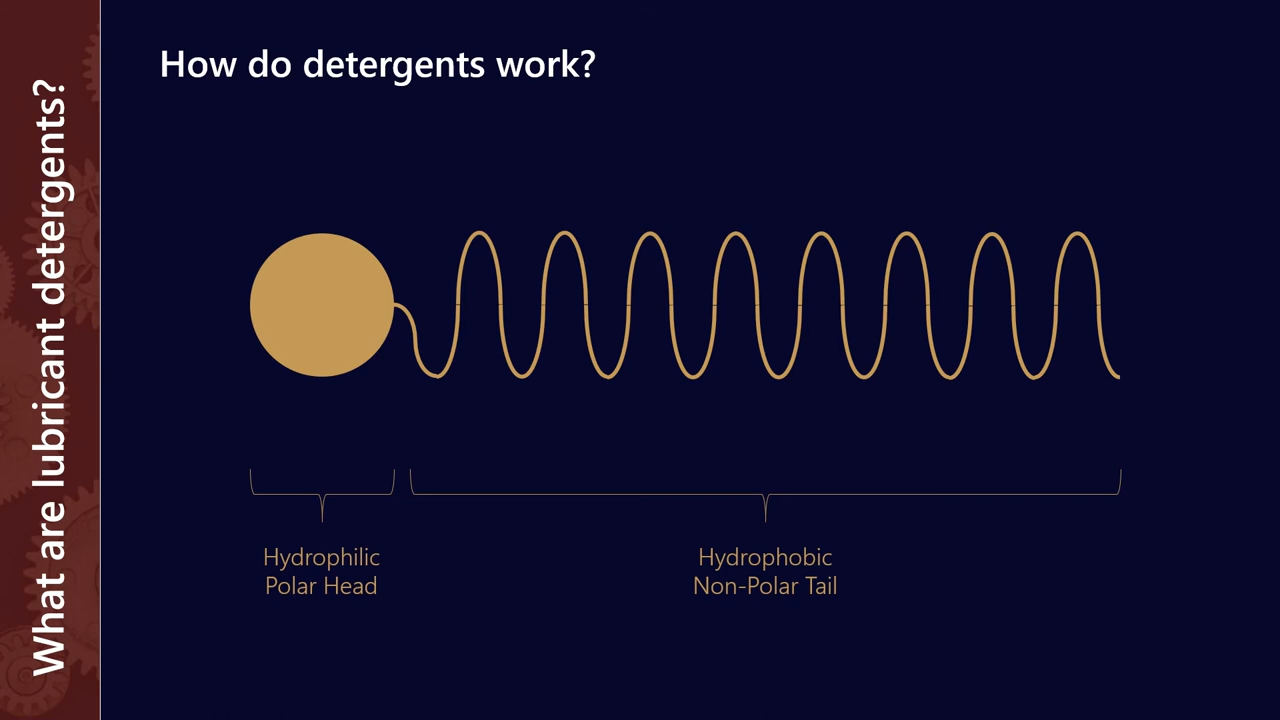 What are lubricant detergents?
How do detergents work?
Hydrophilic
Polar Head
Hydrophobic
Non-Polar Tail